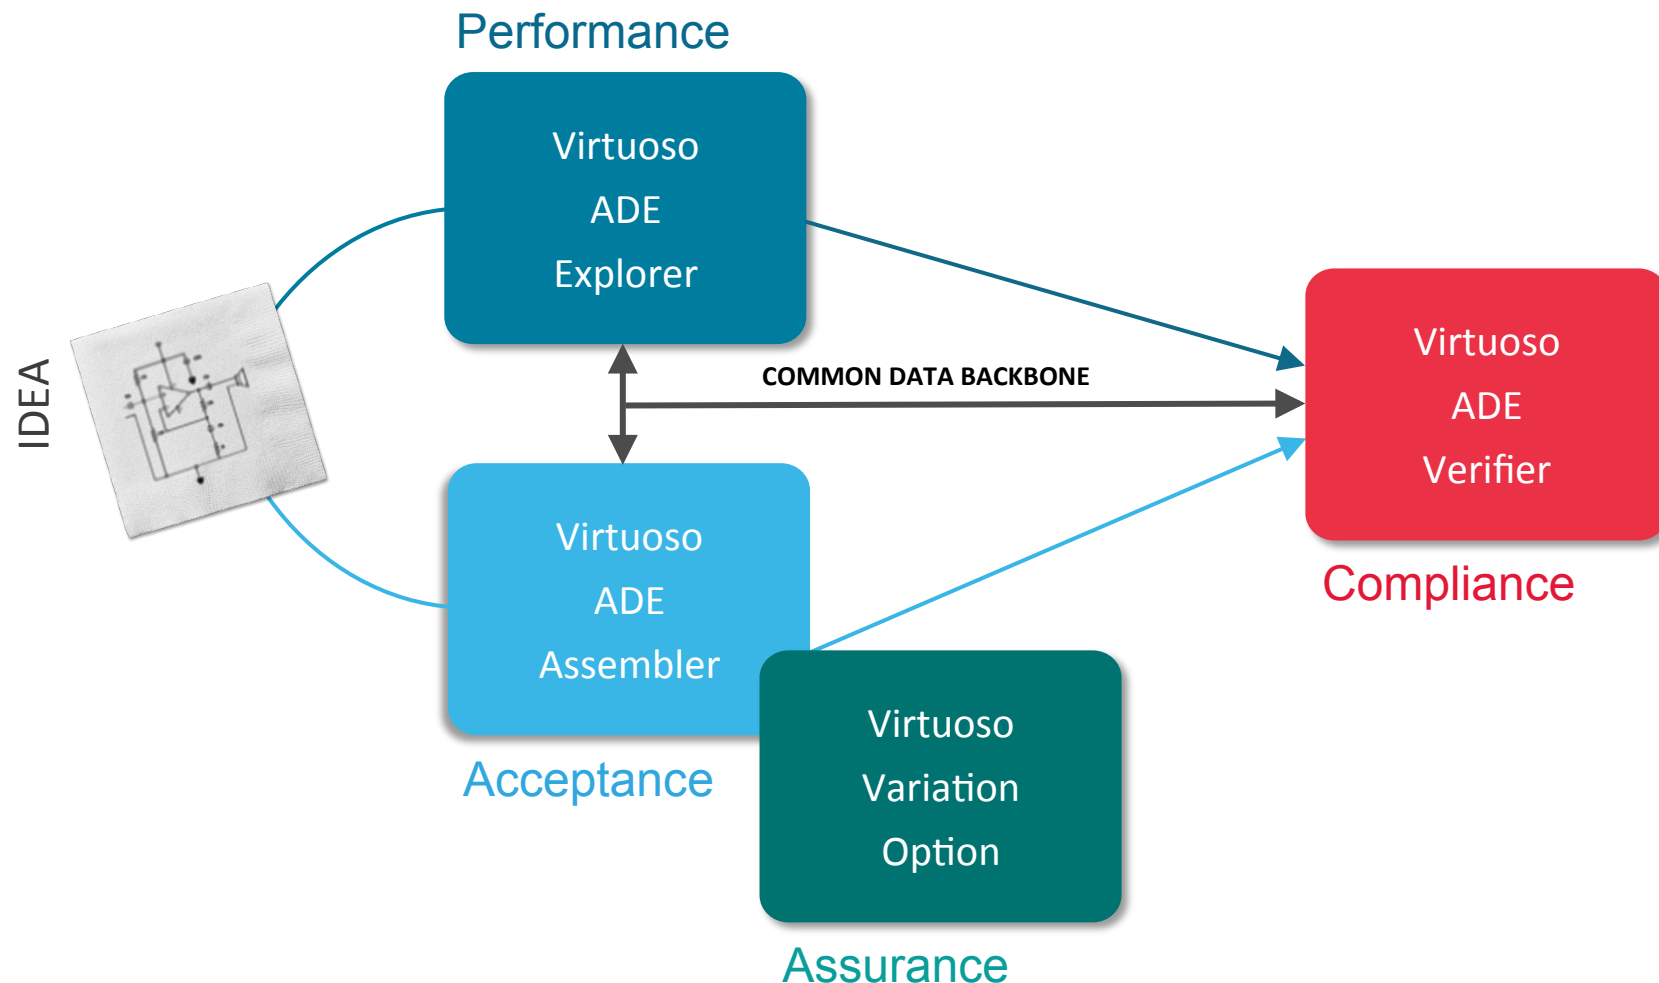 Performance
Virtuoso
ADE
Explorer
IDEA
COMMON DATA BACKBONE
Virtuoso
ADE
Verifier
Compliance
Virtuoso
ADE
Assembler
Acceptance
Virtuoso
Variation
Option
Assurance